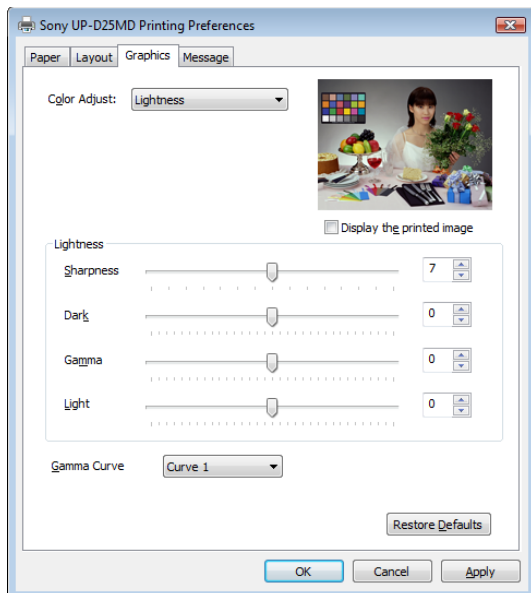 Sony UP-D25MD Printing Preferences
Paper Layout Graphics Message
Color Adjust: Lightness
Display the printed image
Lightness
Sharpness 7
Dark 0
Gamma 0
Light 0
Gamma Curve Curve 1
Restore Defaults
OK Cancel Apply